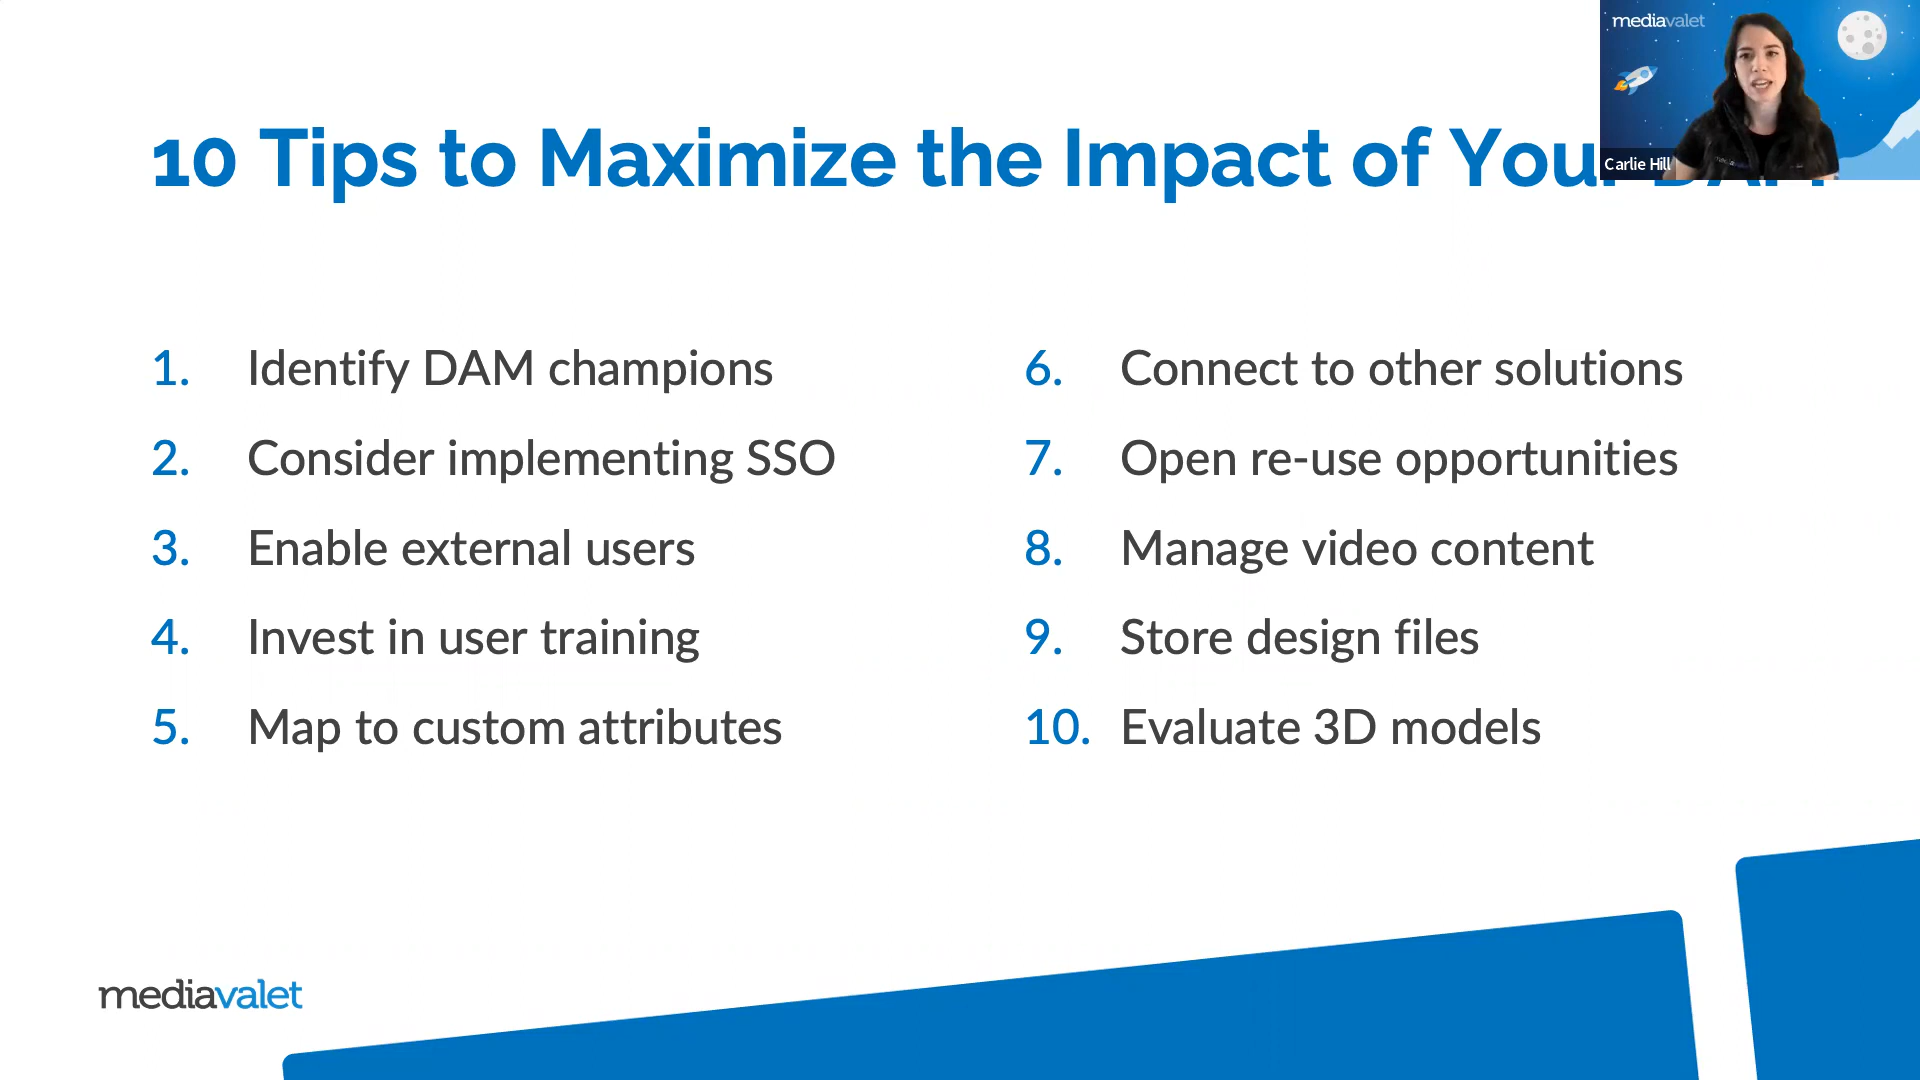 mediavalet
Carlie Hill
10 Tips to Maximize the Impact of Your DAM
1. Identify DAM champions
2. Consider implementing SSO
3. Enable external users
4. Invest in user training
5. Map to custom attributes
6. Connect to other solutions
7. Open re-use opportunities
8. Manage video content
9. Store design files
10. Evaluate 3D models
mediavalet